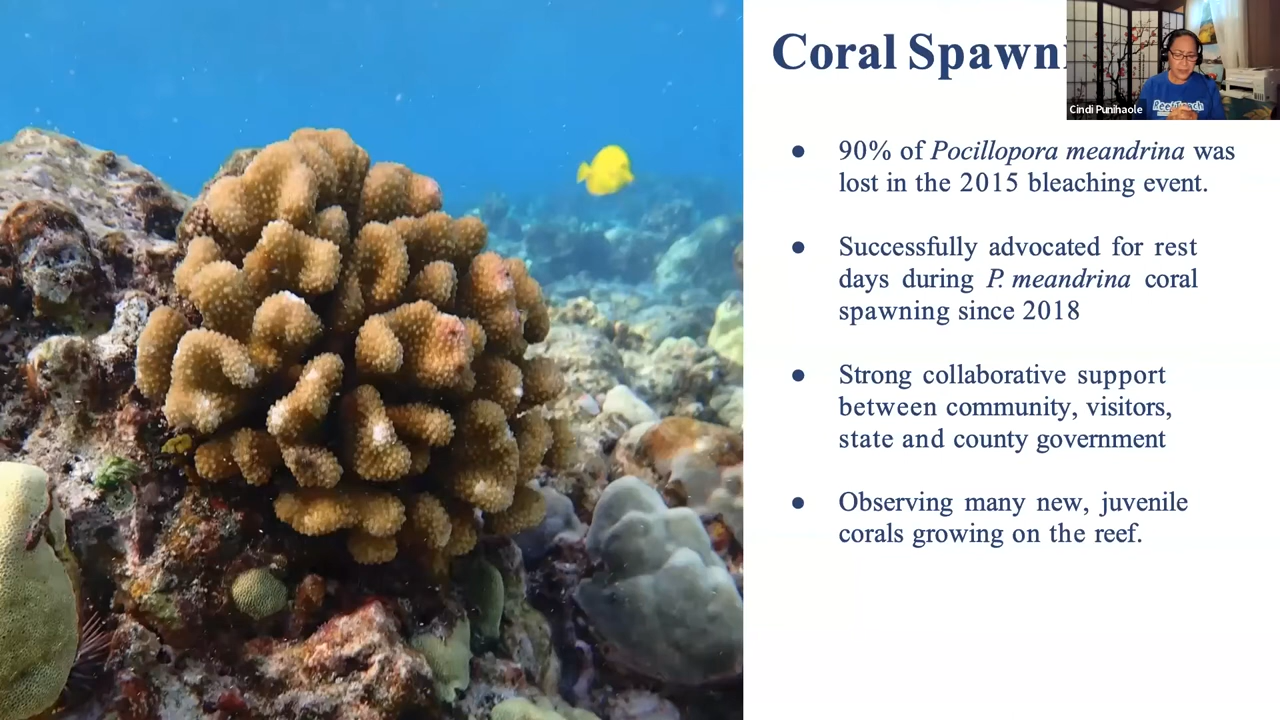 Coral Spawni
Cindi Punihaole
ReefTeach
● 90% of Pocillopora meandrina was
lost in the 2015 bleaching event.
● Successfully advocated for rest
days during P. meandrina coral
spawning since 2018
● Strong collaborative support
between community, visitors,
state and county government
● Observing many new, juvenile
corals growing on the reef.